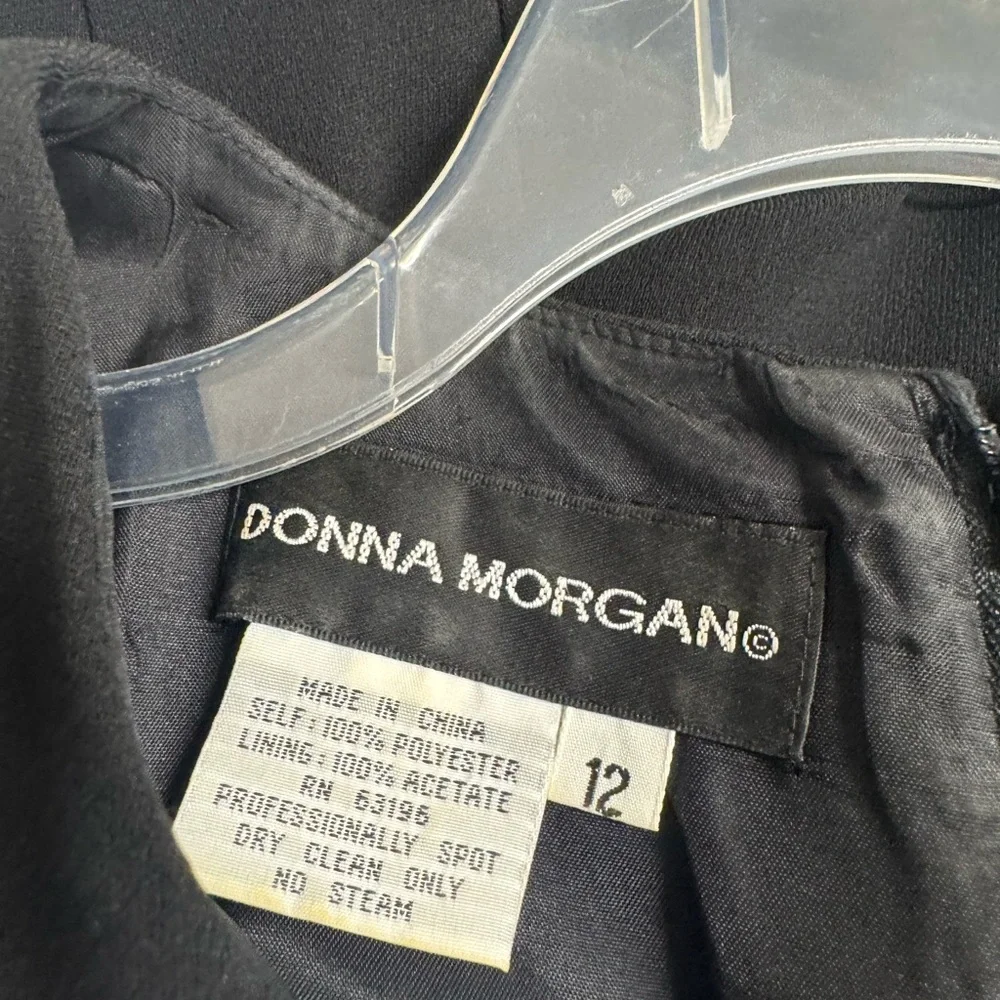 DONNA MORGAN©
MADE IN CHINA
SELF: 100% POLYESTER
LINING: 100% ACETATE
RN 63196
PROFESSIONALLY SPOT
DRY CLEAN ONLY
NO STEAM
12